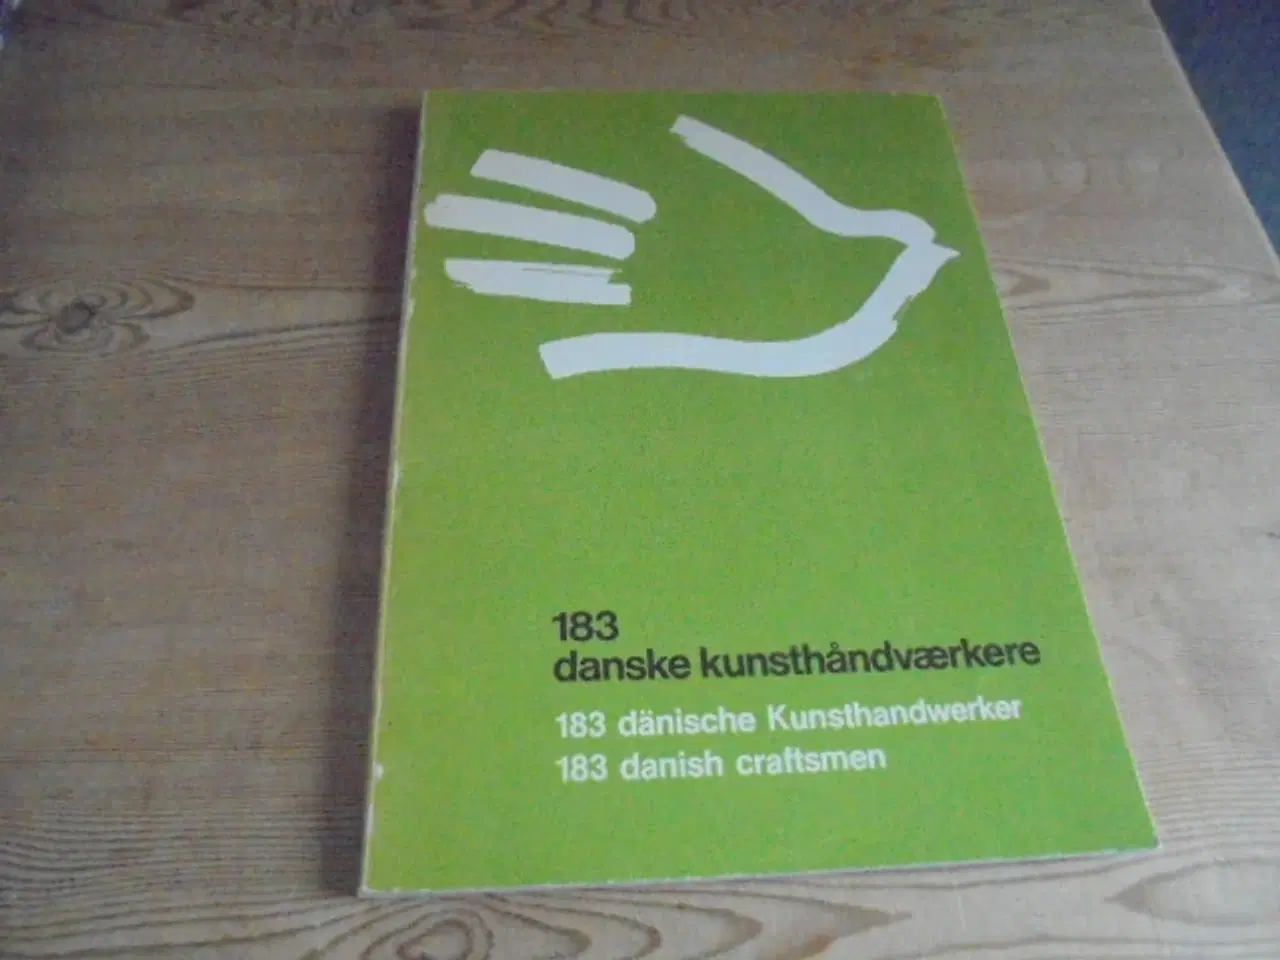 183
danske kunsthåndværkere
183 dänische Kunsthandwerker
183 danish craftsmen